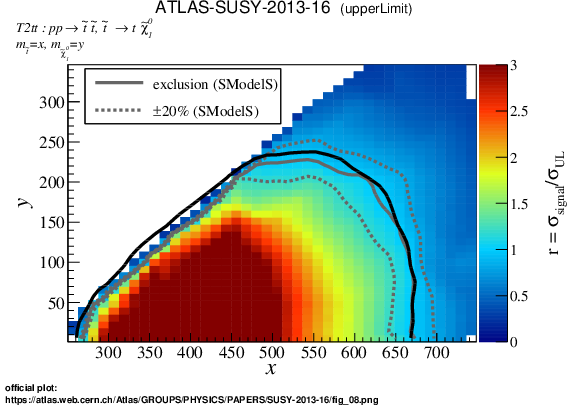 ATLAS-SUSY-2013-16 (upperLimit)
T2tt : pp → t̃ t̃, t̃ → t χ̃⁰₁
m_t̃=x, m_χ̃⁰₁=y
exclusion (SModelS)
±20% (SModelS)
y
350
300
250
200
150
100
50
300 350 400 450 500 550 600 650 700
x
3
2.5
2
1.5
1
0.5
0
r = σ_signal/σ_UL
official plot:
https://atlas.web.cern.ch/Atlas/GROUPS/PHYSICS/PAPERS/SUSY-2013-16/fig_08.png